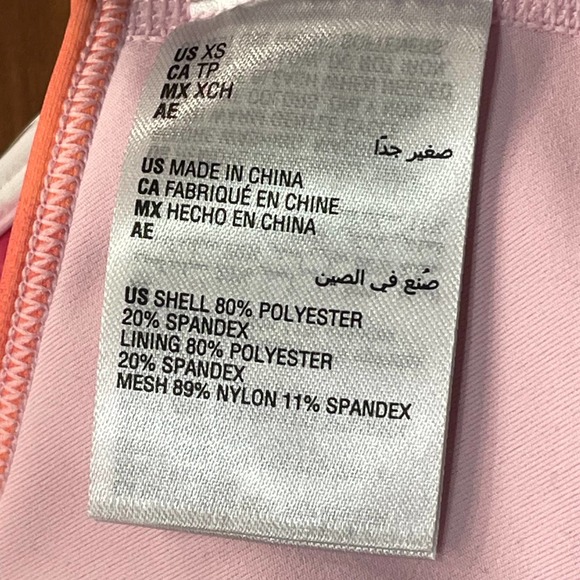 US XS
CA TP
MX XCH
AE
صغير جدًا
US MADE IN CHINA
CA FABRIQUÉ EN CHINE
MX HECHO EN CHINA
AE
صُنع في الصين
US SHELL 80% POLYESTER
20% SPANDEX
LINING 80% POLYESTER
20% SPANDEX
MESH 89% NYLON 11% SPANDEX